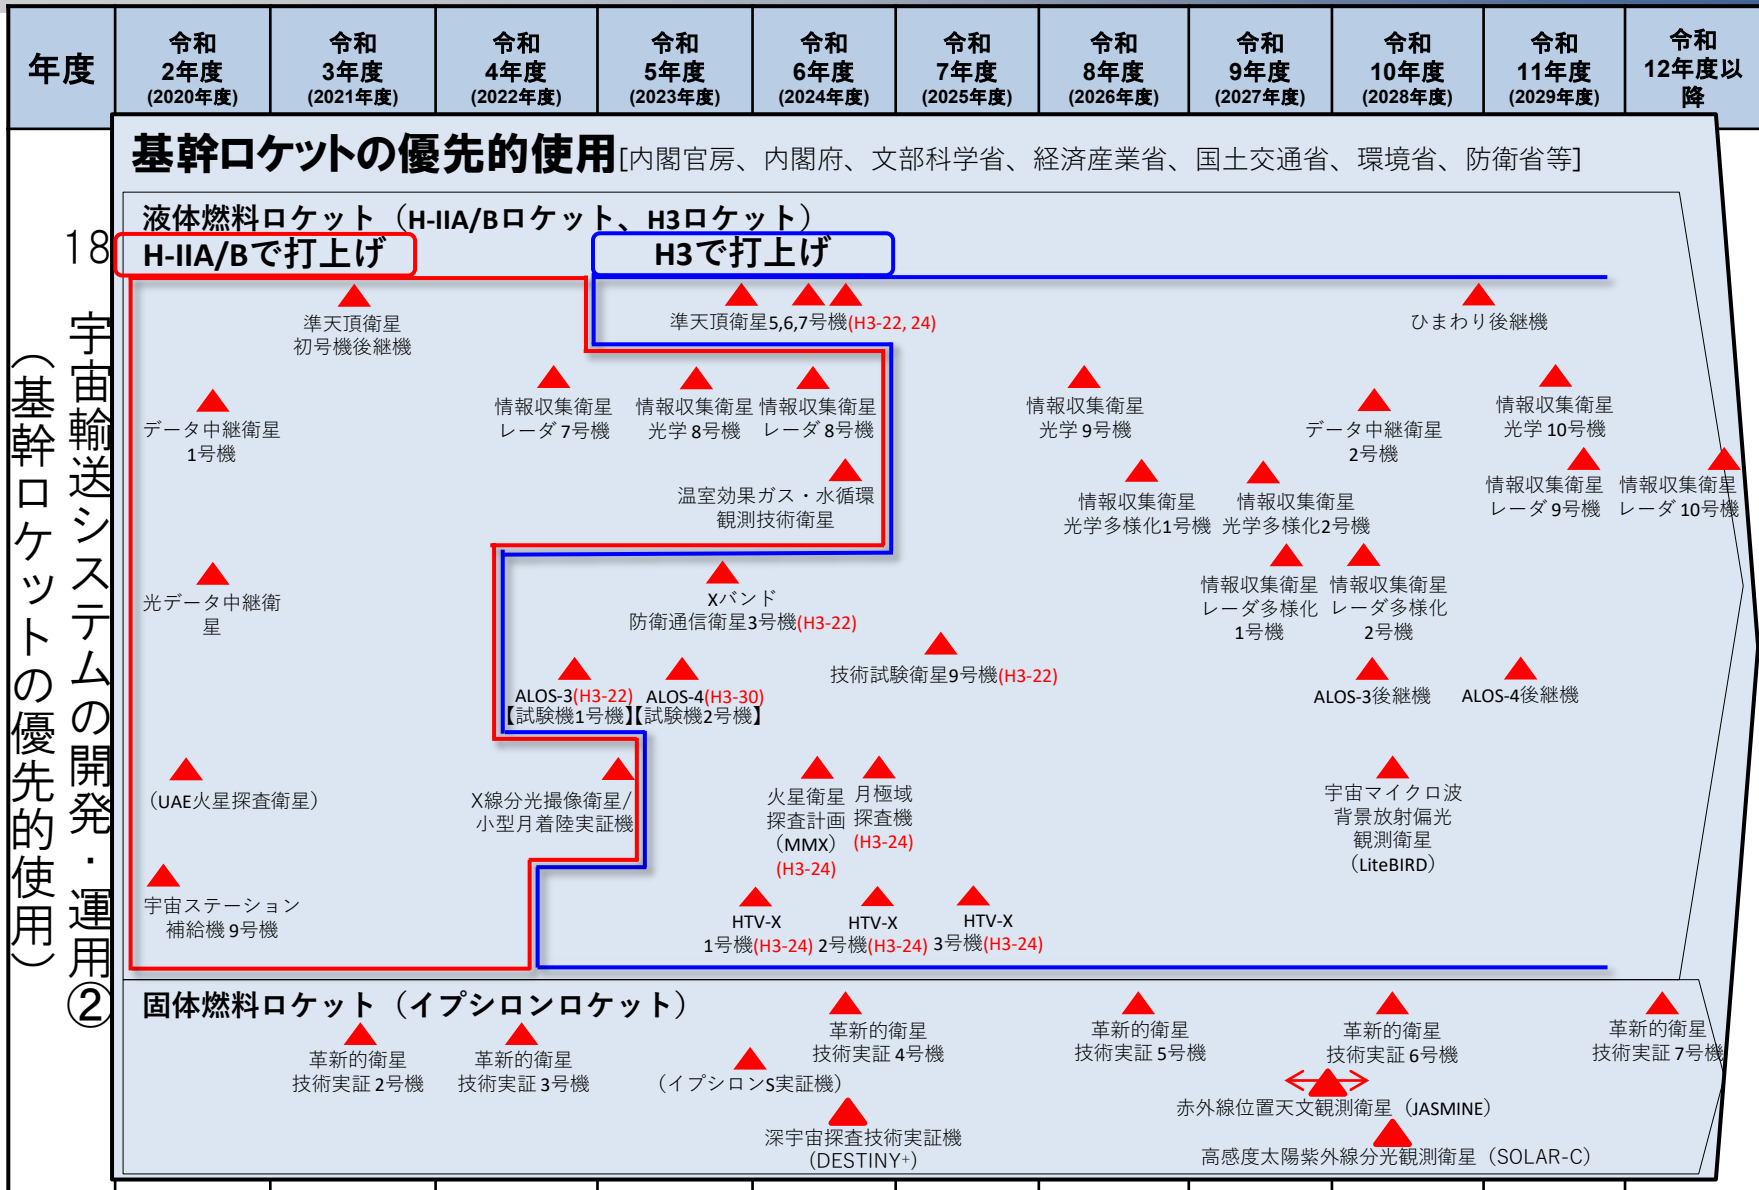 年度
令和
2年度
(2020年度)
令和
3年度
(2021年度)
令和
4年度
(2022年度)
令和
5年度
(2023年度)
令和
6年度
(2024年度)
令和
7年度
(2025年度)
令和
8年度
(2026年度)
令和
9年度
(2027年度)
令和
10年度
(2028年度)
令和
11年度
(2029年度)
令和
12年度以
降
18 宇宙輸送システムの開発・運用②
（基幹ロケットの優先的使用）
基幹ロケットの優先的使用[内閣官房、内閣府、文部科学省、経済産業省、国土交通省、環境省、防衛省等]
液体燃料ロケット（H-IIA/Bロケット、H3ロケット）
H-IIA/Bで打上げ
H3で打上げ
準天頂衛星
初号機後継機
準天頂衛星5,6,7号機(H3-22, 24)
ひまわり後継機
データ中継衛星
1号機
情報収集衛星
レーダ7号機
情報収集衛星
光学8号機
情報収集衛星
レーダ8号機
情報収集衛星
光学9号機
データ中継衛星
2号機
情報収集衛星
光学10号機
温室効果ガス・水循環
観測技術衛星
情報収集衛星
光学多様化1号機
情報収集衛星
光学多様化2号機
情報収集衛星
レーダ9号機
情報収集衛星
レーダ10号機
光データ中継衛
星
Xバンド
防衛通信衛星3号機(H3-22)
情報収集衛星
レーダ多様化
1号機
情報収集衛星
レーダ多様化
2号機
技術試験衛星9号機(H3-22)
ALOS-3(H3-22)
【試験機1号機】
ALOS-4(H3-30)
【試験機2号機】
ALOS-3後継機
ALOS-4後継機
（UAE火星探査衛星）
X線分光撮像衛星/
小型月着陸実証機
火星衛星
探査計画
（MMX）
(H3-24)
月極域
探査機
(H3-24)
宇宙マイクロ波
背景放射偏光
観測衛星
（LiteBIRD）
宇宙ステーション
補給機9号機
HTV-X
1号機(H3-24)
HTV-X
2号機(H3-24)
HTV-X
3号機(H3-24)
固体燃料ロケット（イプシロンロケット）
革新的衛星
技術実証2号機
革新的衛星
技術実証3号機
（イプシロンS実証機）
革新的衛星
技術実証4号機
革新的衛星
技術実証5号機
革新的衛星
技術実証6号機
革新的衛星
技術実証7号機
赤外線位置天文観測衛星（JASMINE）
深宇宙探査技術実証機
（DESTINY⁺）
高感度太陽紫外線分光観測衛星（SOLAR-C）